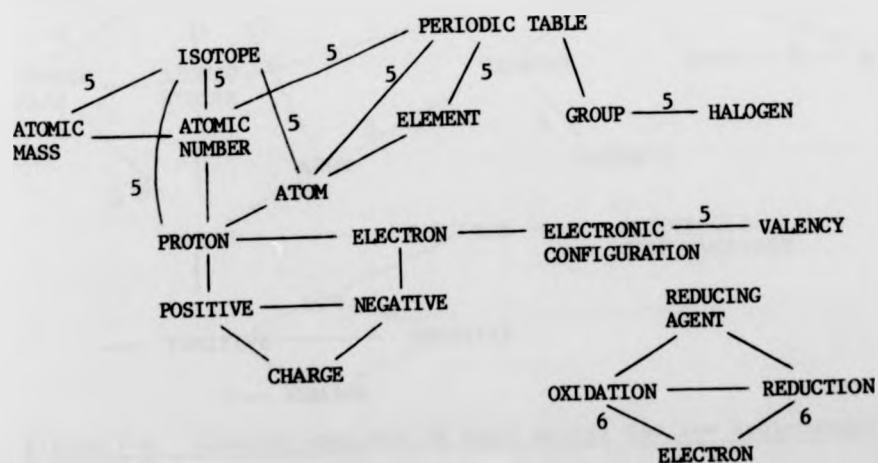 PERIODIC TABLE
ISOTOPE
5
5
5
5
5
ATOMIC MASS
ATOMIC NUMBER
5
ELEMENT
GROUP
5
HALOGEN
5
ATOM
PROTON
ELECTRON
ELECTRONIC CONFIGURATION
5
VALENCY
POSITIVE
NEGATIVE
REDUCING AGENT
CHARGE
OXIDATION
REDUCTION
6
6
ELECTRON